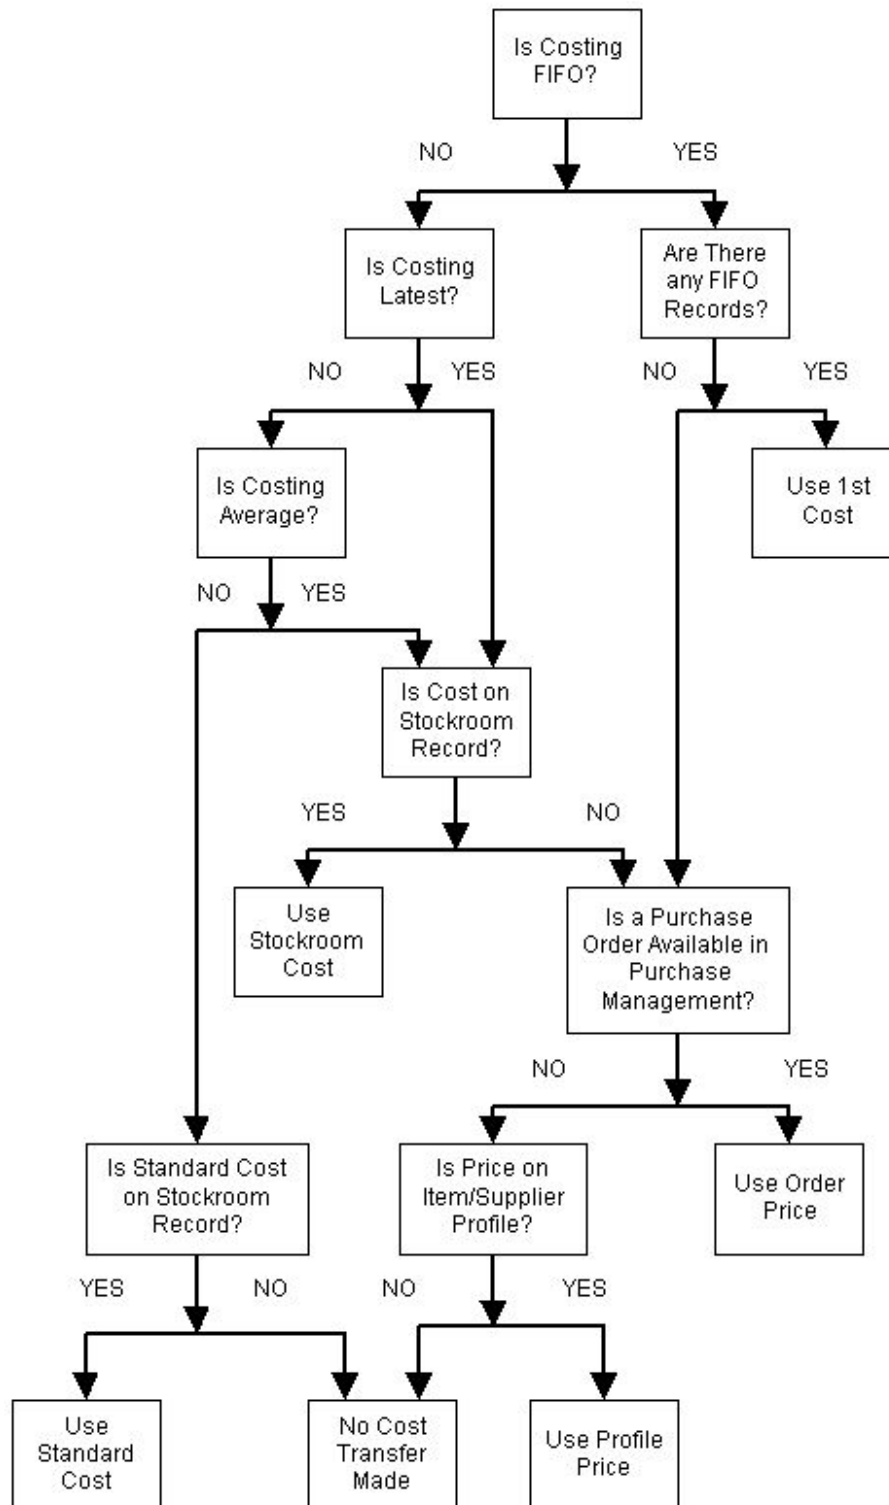 Is Costing
FIFO?
NO
YES
Is Costing
Latest?
Are There
any FIFO
Records?
NO
YES
NO
YES
Is Costing
Average?
Use 1st
Cost
NO
YES
Is Cost on
Stockroom
Record?
YES
NO
Use
Stockroom
Cost
Is a Purchase
Order Available in
Purchase
Management?
NO
YES
Is Standard Cost
on Stockroom
Record?
Is Price on
Item/Supplier
Profile?
Use Order
Price
YES
NO
NO
YES
Use
Standard
Cost
No Cost
Transfer
Made
Use Profile
Price